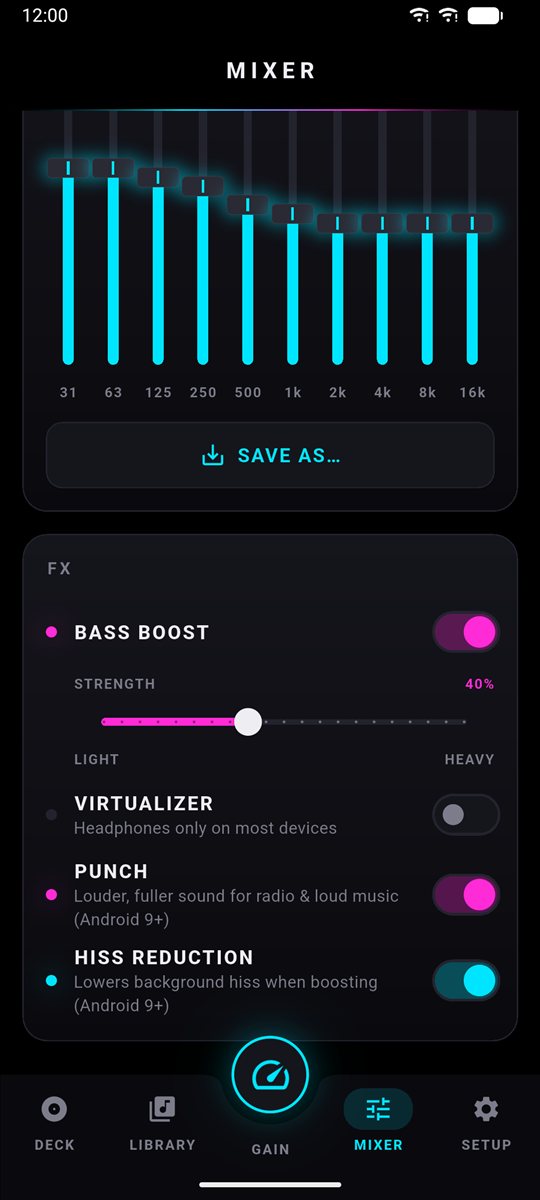 12:00
MIXER
31 63 125 250 500 1k 2k 4k 8k 16k
SAVE AS...
FX
BASS BOOST
STRENGTH 40%
LIGHT HEAVY
VIRTUALIZER
Headphones only on most devices
PUNCH
Louder, fuller sound for radio & loud music
(Android 9+)
HISS REDUCTION
Lowers background hiss when boosting
(Android 9+)
DECK LIBRARY GAIN MIXER SETUP